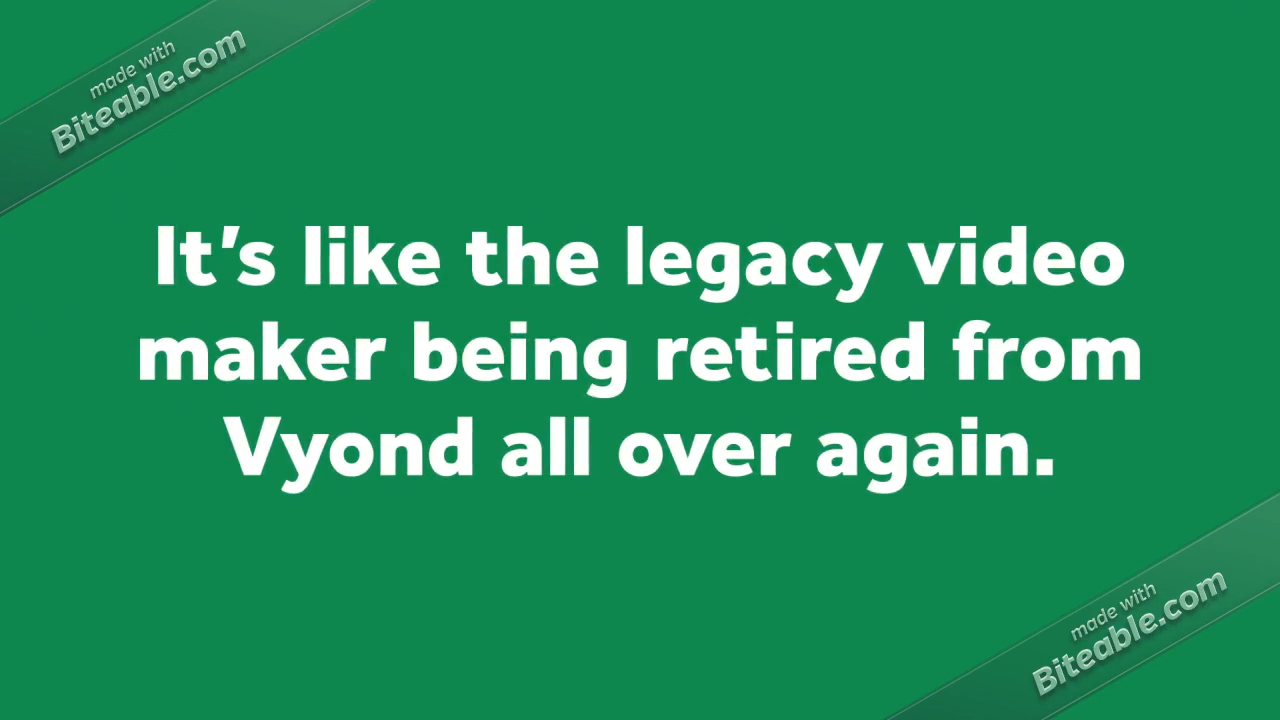 made with
Biteable.com
It's like the legacy video
maker being retired from
Vyond all over again.
made with
Biteable.com